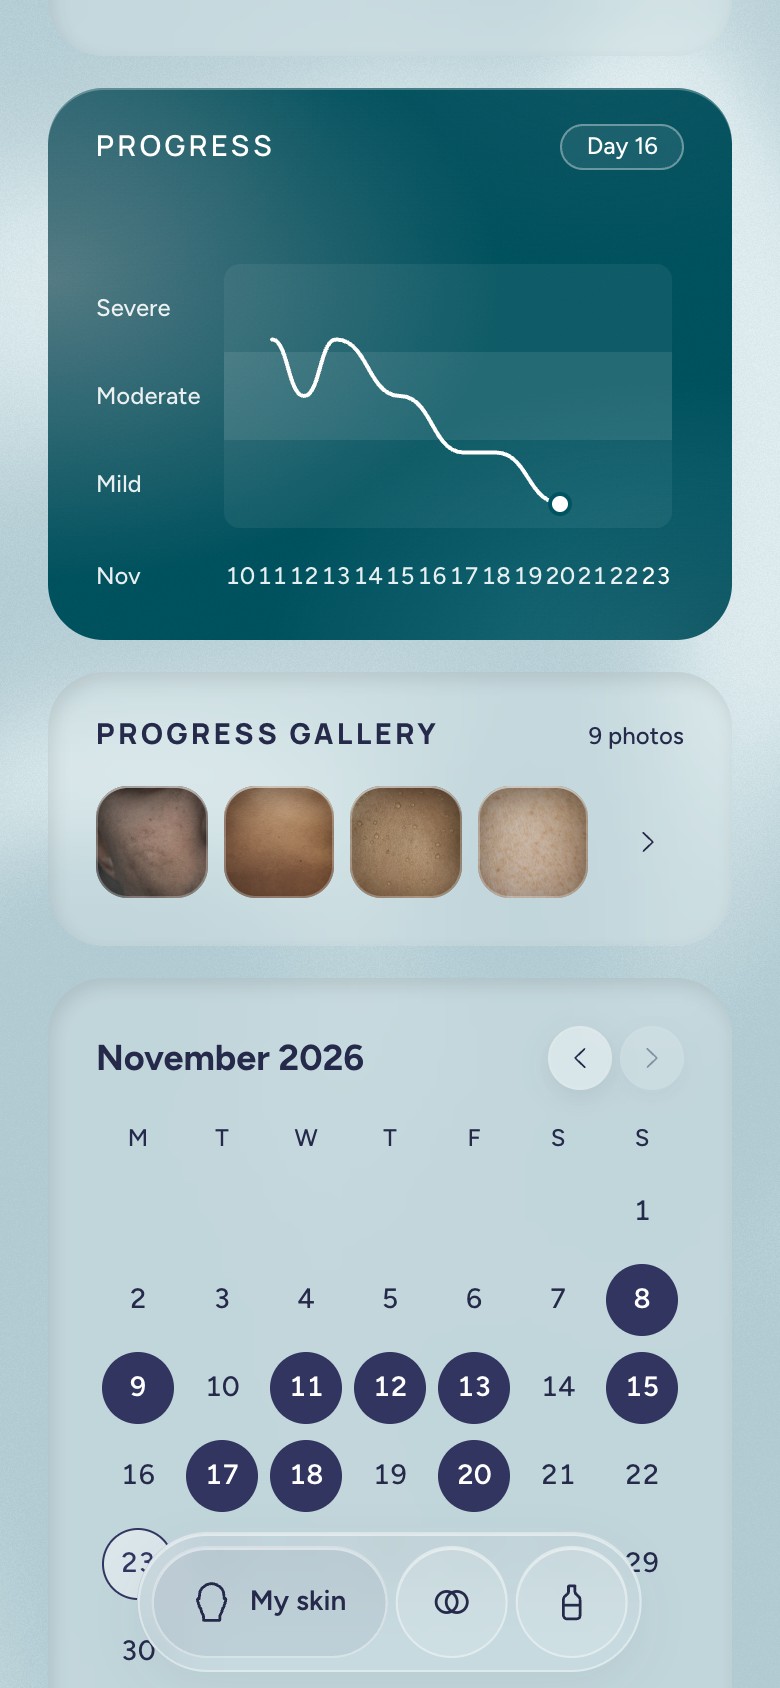 PROGRESS
Day 16
Severe
Moderate
Mild
Nov 10 11 12 13 14 15 16 17 18 19 20 21 22 23
PROGRESS GALLERY
9 photos
November 2026
M T W T F S S
1
2 3 4 5 6 7 8
9 10 11 12 13 14 15
16 17 18 19 20 21 22
23 29
My skin
30